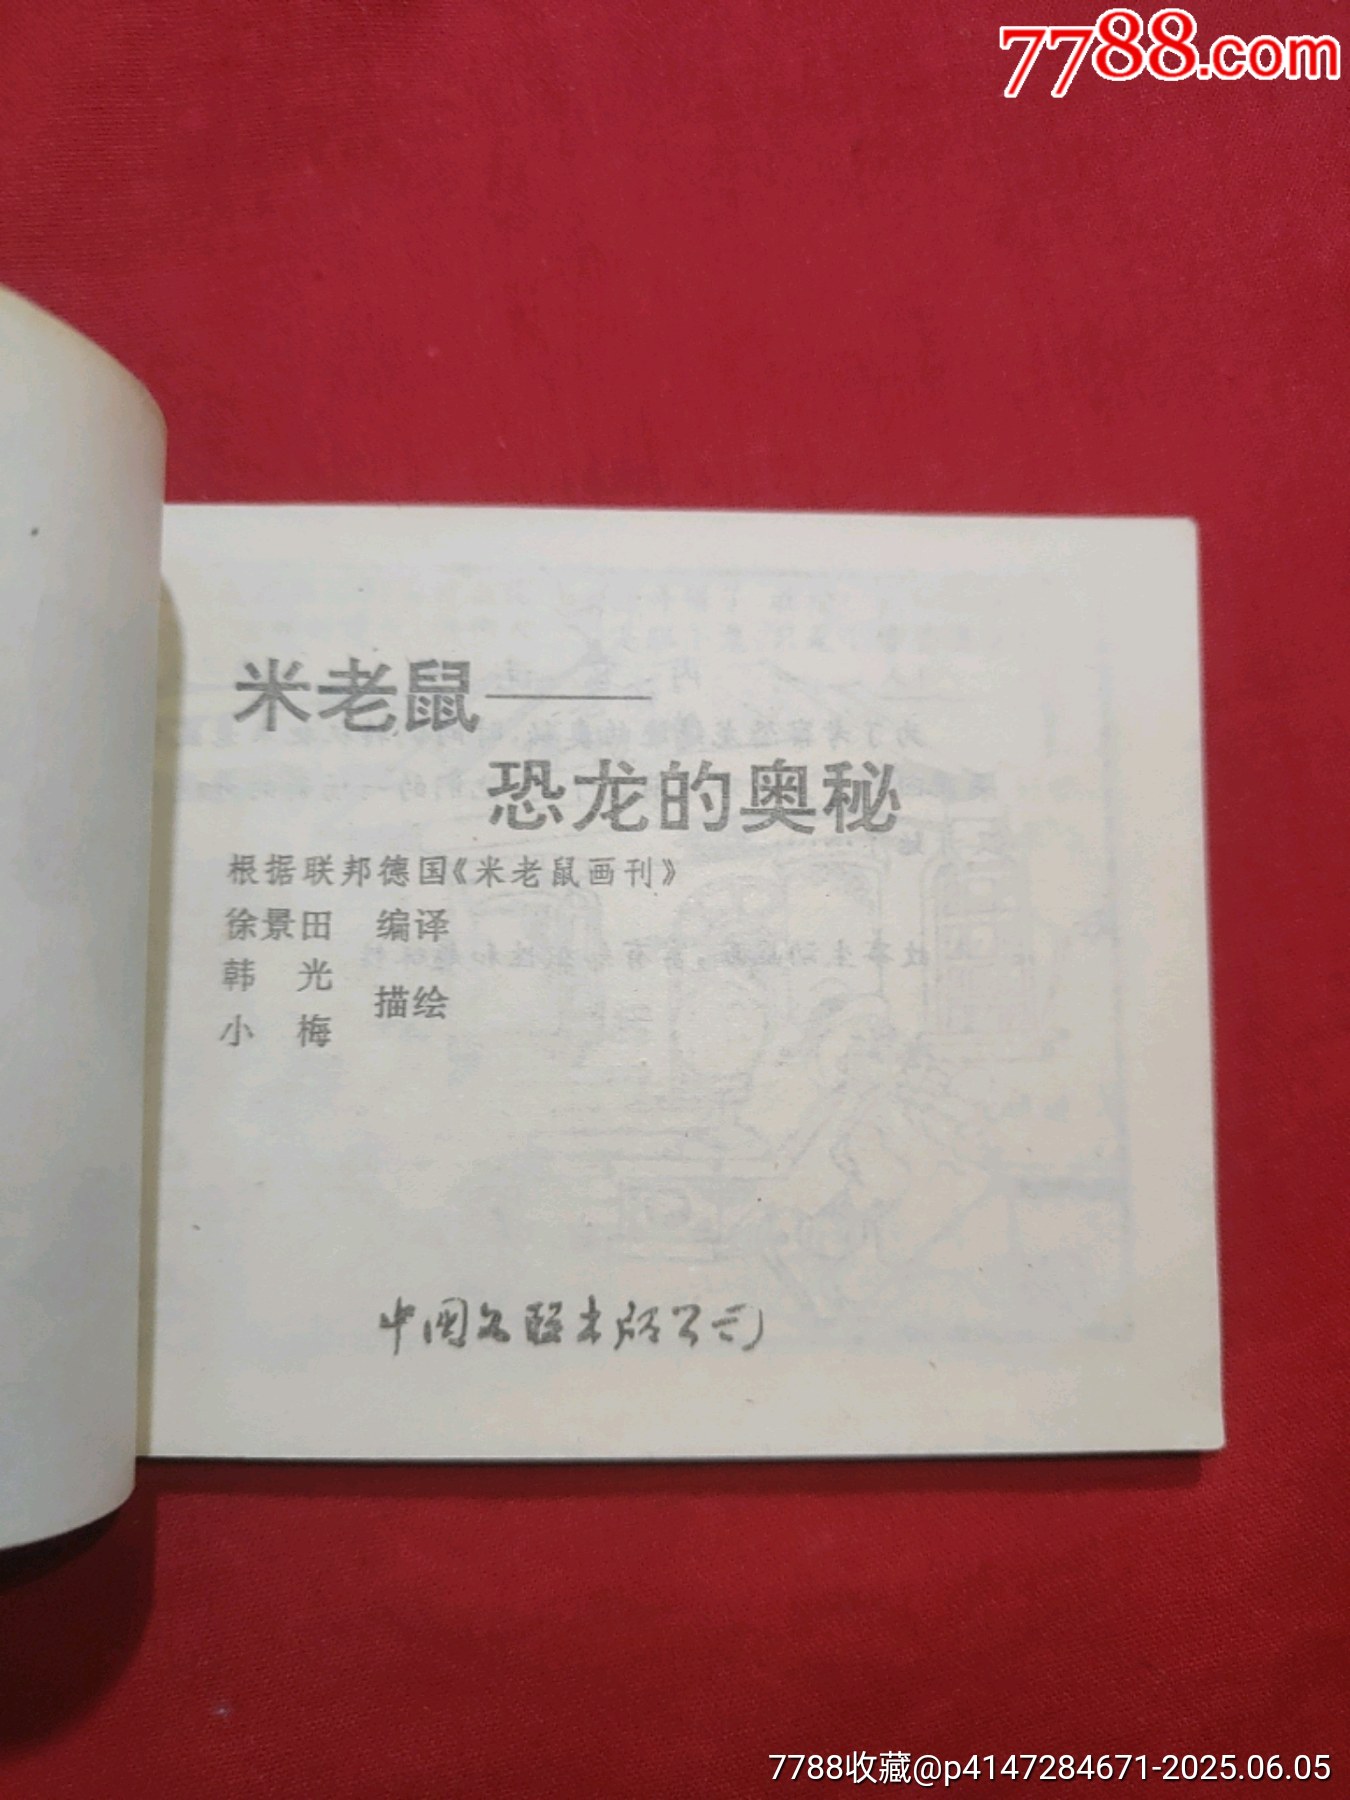 7788.com
米老鼠——
恐龙的奥秘
根据联邦德国《米老鼠画刊》
徐景田 编译
韩 光
描绘
小 梅
中国文联出版公司
7788收藏@p4147284671-2025.06.05